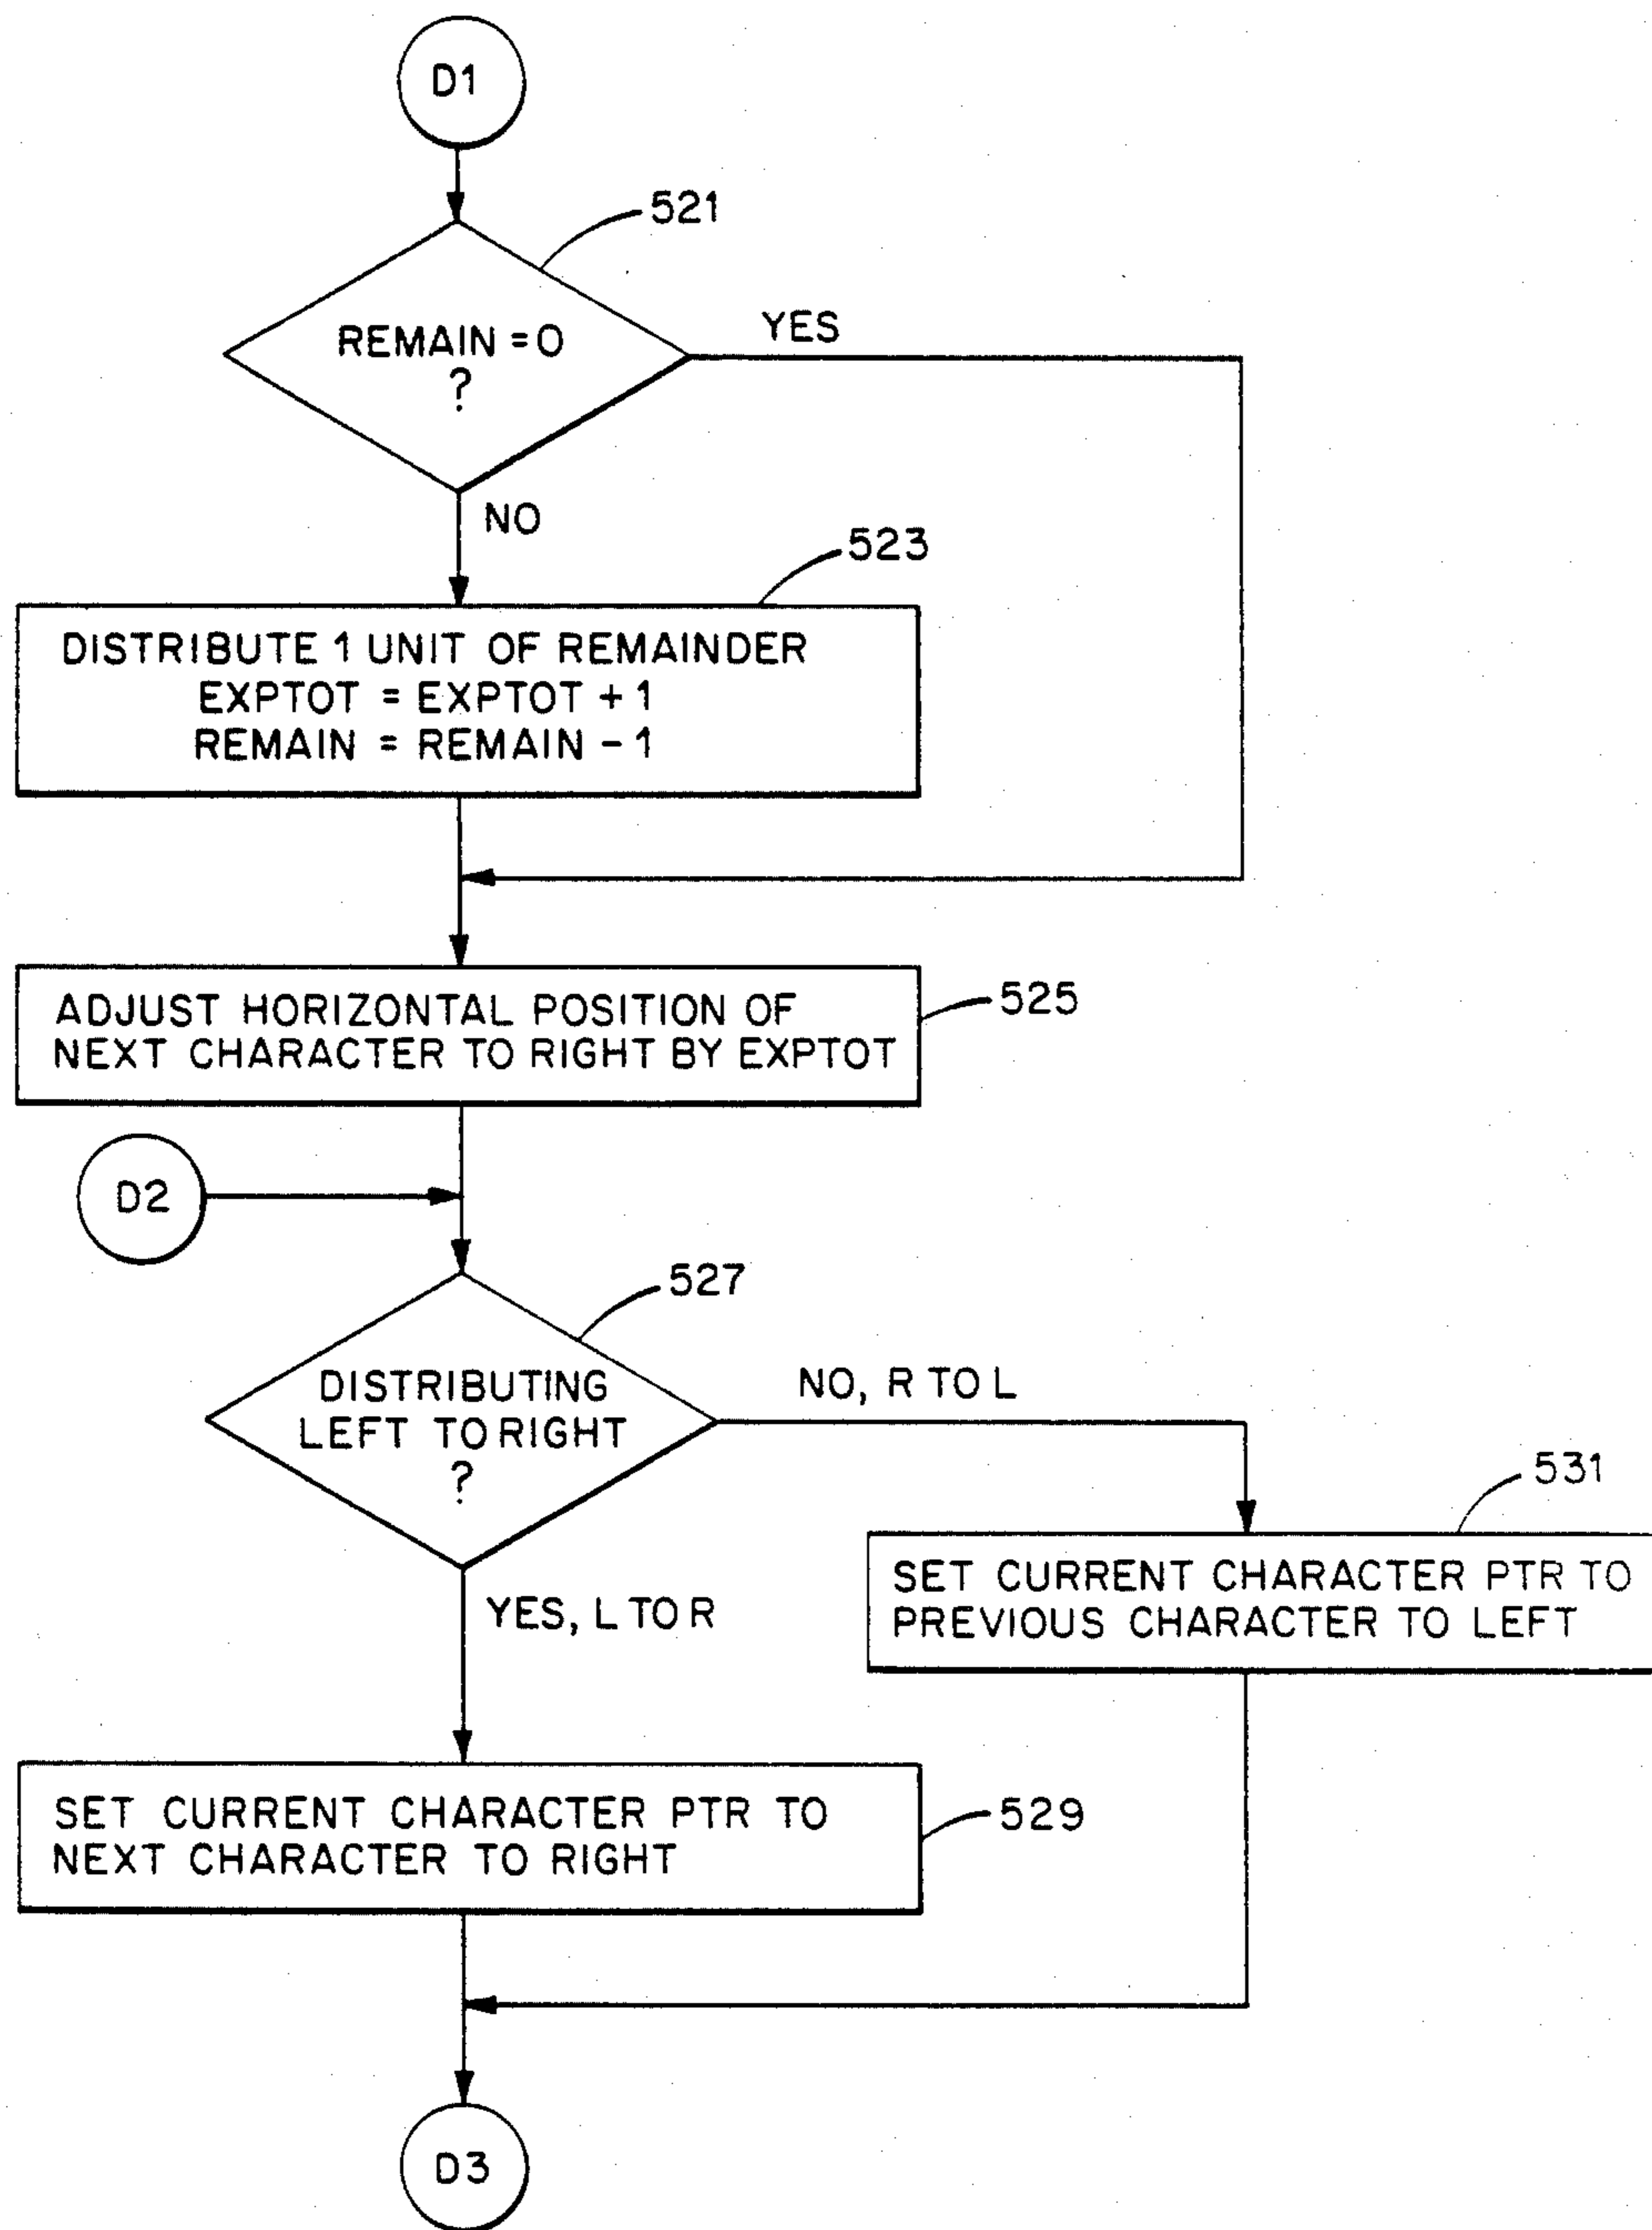 D1
521
REMAIN = 0
?
YES
NO
523
DISTRIBUTE 1 UNIT OF REMAINDER
EXPTOT = EXPTOT + 1
REMAIN = REMAIN - 1
525
ADJUST HORIZONTAL POSITION OF
NEXT CHARACTER TO RIGHT BY EXPTOT
D2
527
DISTRIBUTING
LEFT TO RIGHT
?
NO, R TO L
YES, L TO R
531
SET CURRENT CHARACTER PTR TO
PREVIOUS CHARACTER TO LEFT
529
SET CURRENT CHARACTER PTR TO
NEXT CHARACTER TO RIGHT
D3